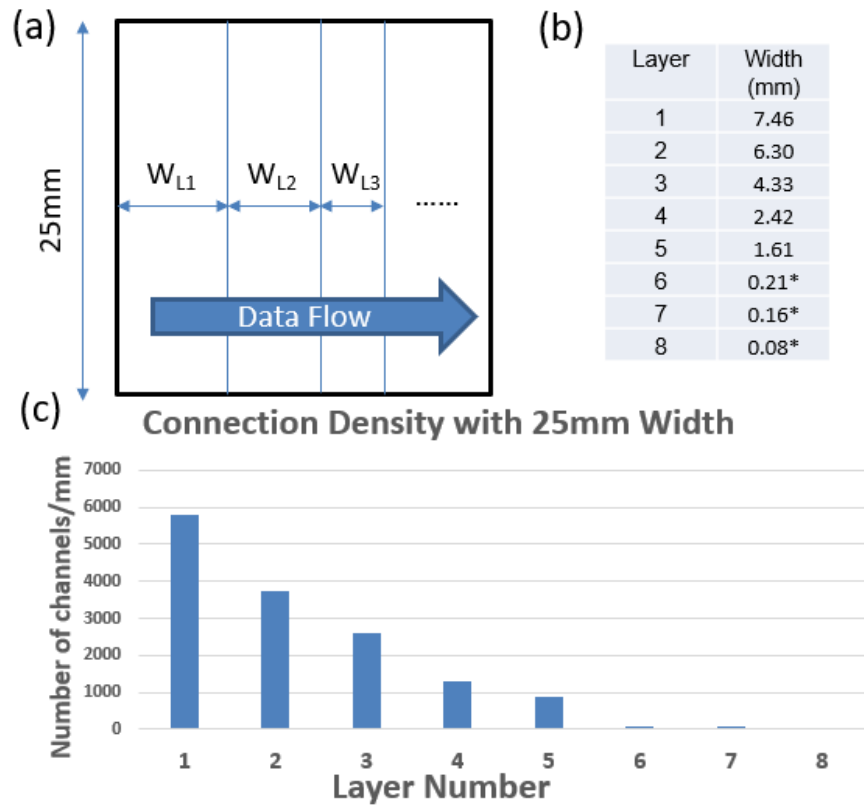 (a)
25mm
W_L1
W_L2
W_L3
......
Data Flow
(b)
Layer Width (mm)
1 7.46
2 6.30
3 4.33
4 2.42
5 1.61
6 0.21*
7 0.16*
8 0.08*
(c)
Connection Density with 25mm Width
Number of channels/mm
7000
6000
5000
4000
3000
2000
1000
0
1 2 3 4 5 6 7 8
Layer Number